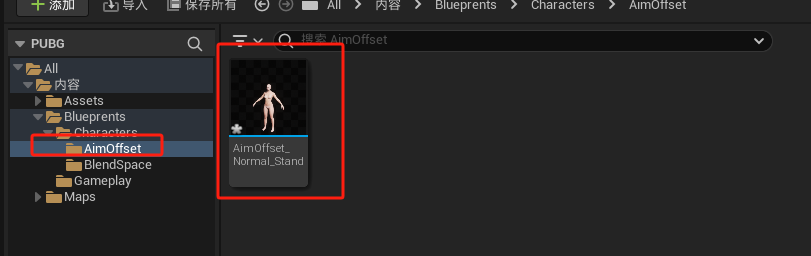 添加
导入
保存所有
All
内容
Blueprents
Characters
AimOffset
PUBG
搜索 AimOffset
All
内容
Assets
Blueprents
Characters
AimOffset
BlendSpace
Gameplay
Maps
AimOffset_
Normal_Stand